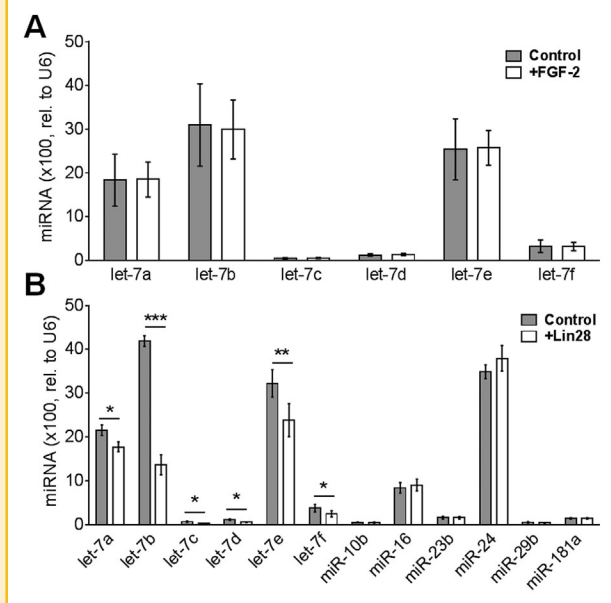 A
miRNA (x100, rel. to U6)
50
40
30
20
10
0
Control
+FGF-2
let-7a let-7b let-7c let-7d let-7e let-7f
B
miRNA (x100, rel. to U6)
50
40
30
20
10
0
Control
+Lin28
* *** * * ** *
let-7a let-7b let-7c let-7d let-7e let-7f miR-10b miR-16 miR-23b miR-24 miR-29b miR-181a